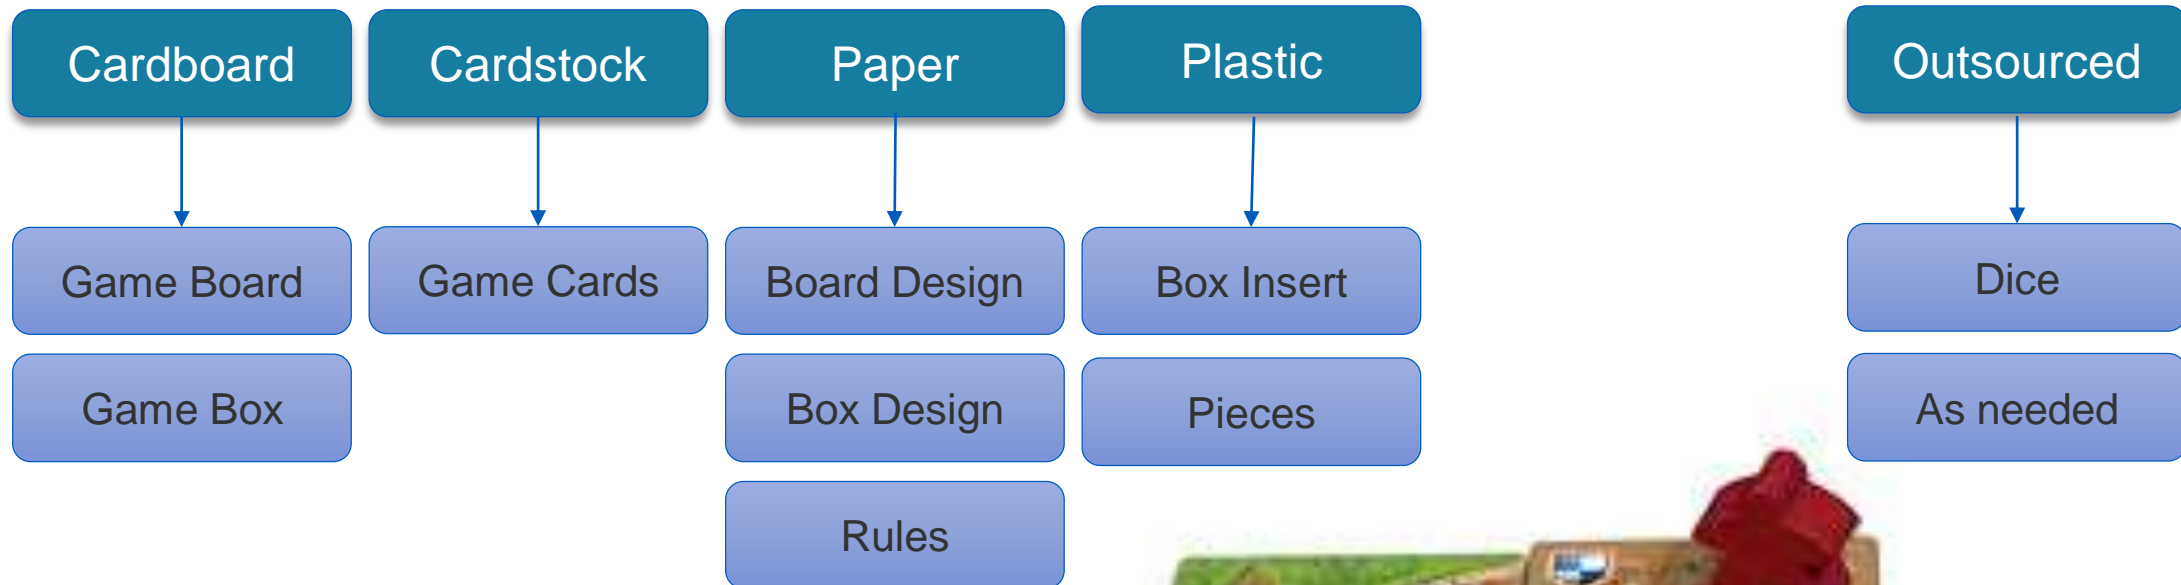 Cardboard
Cardstock
Paper
Plastic
Outsourced
Game Board
Game Cards
Board Design
Box Insert
Dice
Game Box
Box Design
Pieces
As needed
Rules